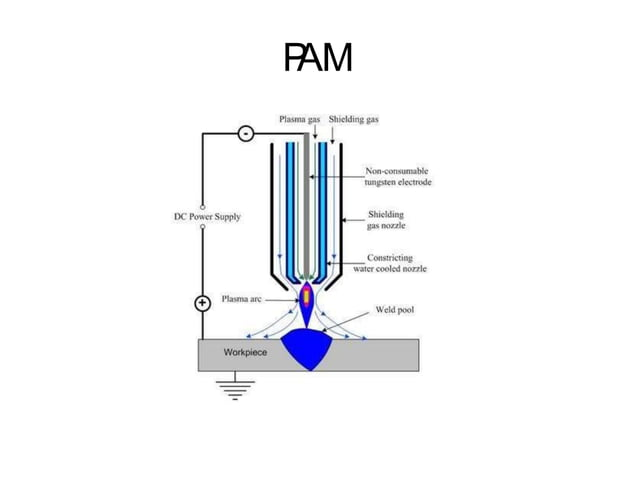 PAM
Plasma gas
Shielding gas
-
Non-consumable
tungsten electrode
DC Power Supply
Shielding
gas nozzle
Constricting
water cooled nozzle
+
Plasma arc
Weld pool
Workpiece